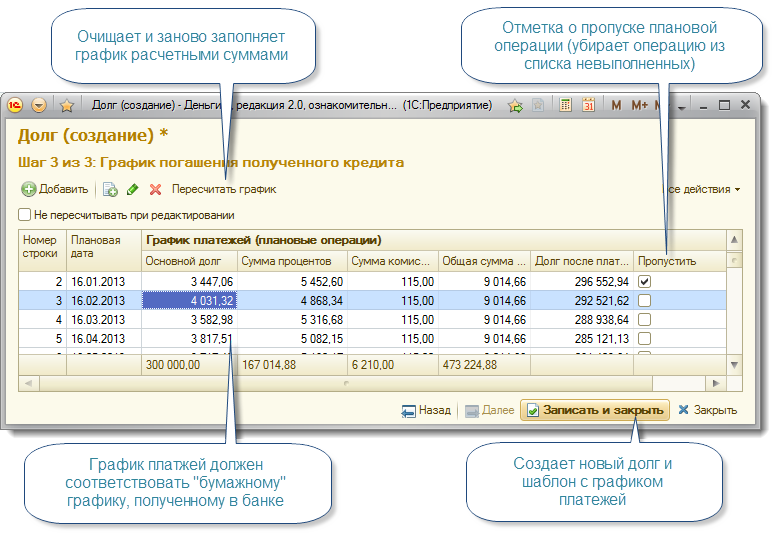 Очищает и заново заполняет
график расчетными суммами
Отметка о пропуске плановой
операции (убирает операцию из
списка невыполненных)
Долг (создание) - Деньги, редакция 2.0, ознакомительн... (1С:Предприятие)
M M+
Долг (создание) *
Шаг 3 из 3: График погашения полученного кредита
Добавить Пересчитать график Все действия
Не пересчитывать при редактировании
Номер строки Плановая дата График платежей (плановые операции)
Основной долг Сумма процентов Сумма комис... Общая сумма ... Долг после плат... Пропустить
2 16.01.2013 3 447,06 5 452,60 115,00 9 014,66 296 552,94
3 16.02.2013 4 031,32 4 868,34 115,00 9 014,66 292 521,62
4 16.03.2013 3 582,98 5 316,68 115,00 9 014,66 288 938,64
5 16.04.2013 3 817,51 5 082,15 115,00 9 014,66 285 121,13
300 000,00 167 014,88 6 210,00 473 224,88
Назад Далее Записать и закрыть Закрыть
График платжей должен
соответствовать "бумажному"
графику, полученному в банке
Создает новый долг и
шаблон с графиком
платежей